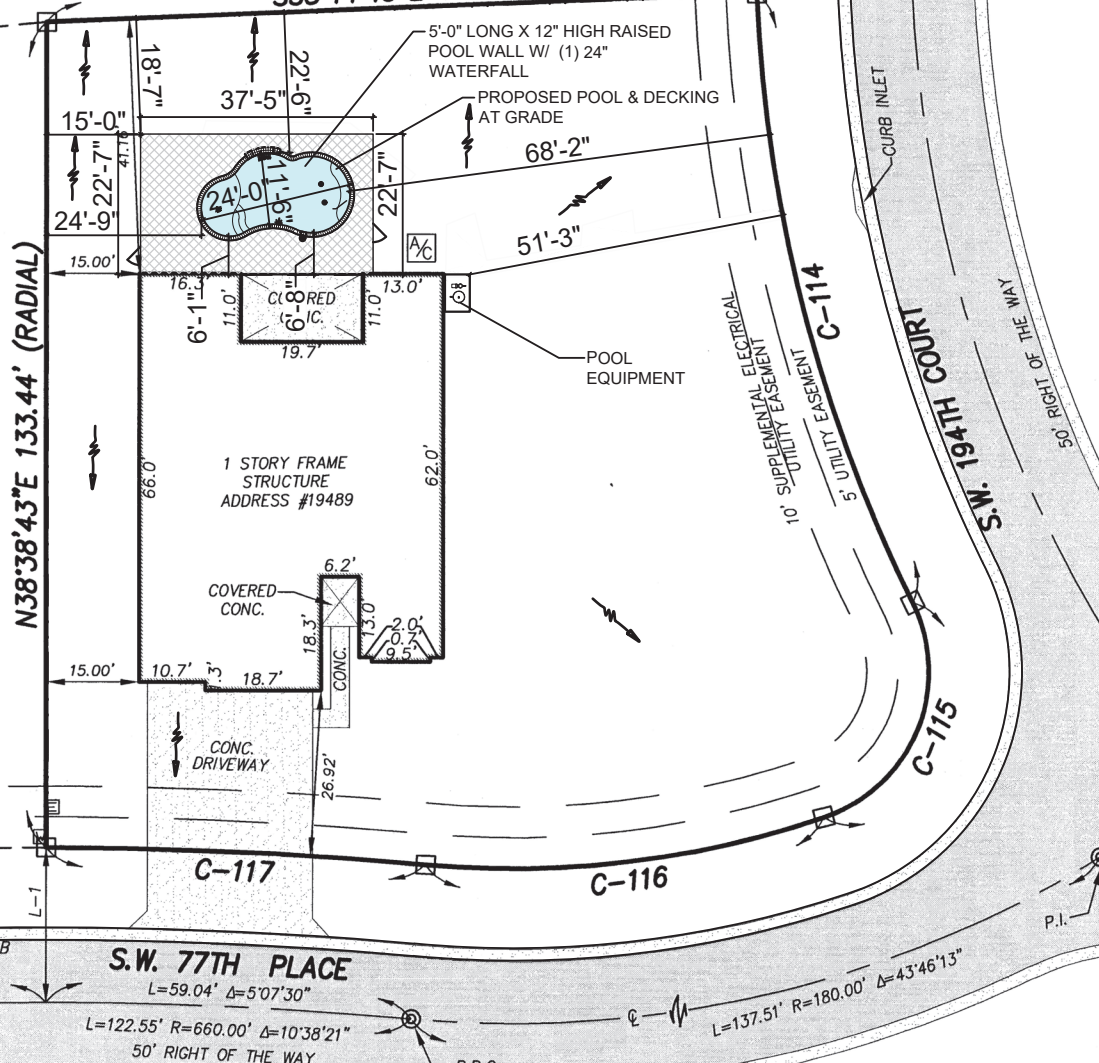 5'-0" LONG X 12" HIGH RAISED
POOL WALL W/ (1) 24"
WATERFALL
PROPOSED POOL & DECKING
AT GRADE
18'-7"
22'-6"
37'-5"
15'-0"
22'-7"
24'-9"
15.00'
24'-0"
11'-6"
22'-7"
68'-2"
51'-3"
A/C
CURB INLET
16.3'
6'-1"
11.0'
9'-8"
11.0'
13.0'
19.7'
POOL
EQUIPMENT
N38°38'43"E 133.44' (RADIAL)
66.0'
62.0'
1 STORY FRAME
STRUCTURE
ADDRESS #19489
10' SUPPLEMENTAL ELECTRICAL
UTILITY EASEMENT
5' UTILITY EASEMENT
C-114
S.W. 194TH COURT
50' RIGHT OF THE WAY
6.2'
COVERED
CONC.
18.3'
13.0'
2.0'
0.7'
9.5'
CONC.
15.00'
10.7'
18.7'
CONC.
DRIVEWAY
26.92'
C-115
C-117
C-116
L-1
P.I.
S.W. 77TH PLACE
L=59.04' Δ=5°07'30"
L=122.55' R=660.00' Δ=10°38'21"
50' RIGHT OF THE WAY
L=137.51' R=180.00' Δ=43°46'13"